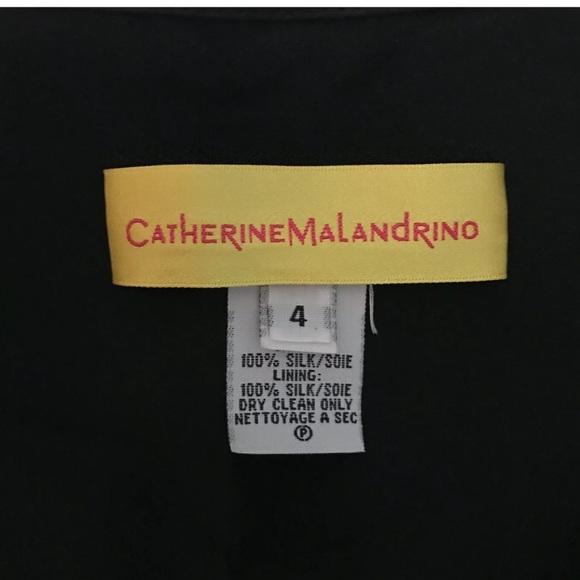 CATHERINEMALANDRINO
4
100% SILK/SOIE
LINING:
100% SILK/SOIE
DRY CLEAN ONLY
NETTOYAGE A SEC
P